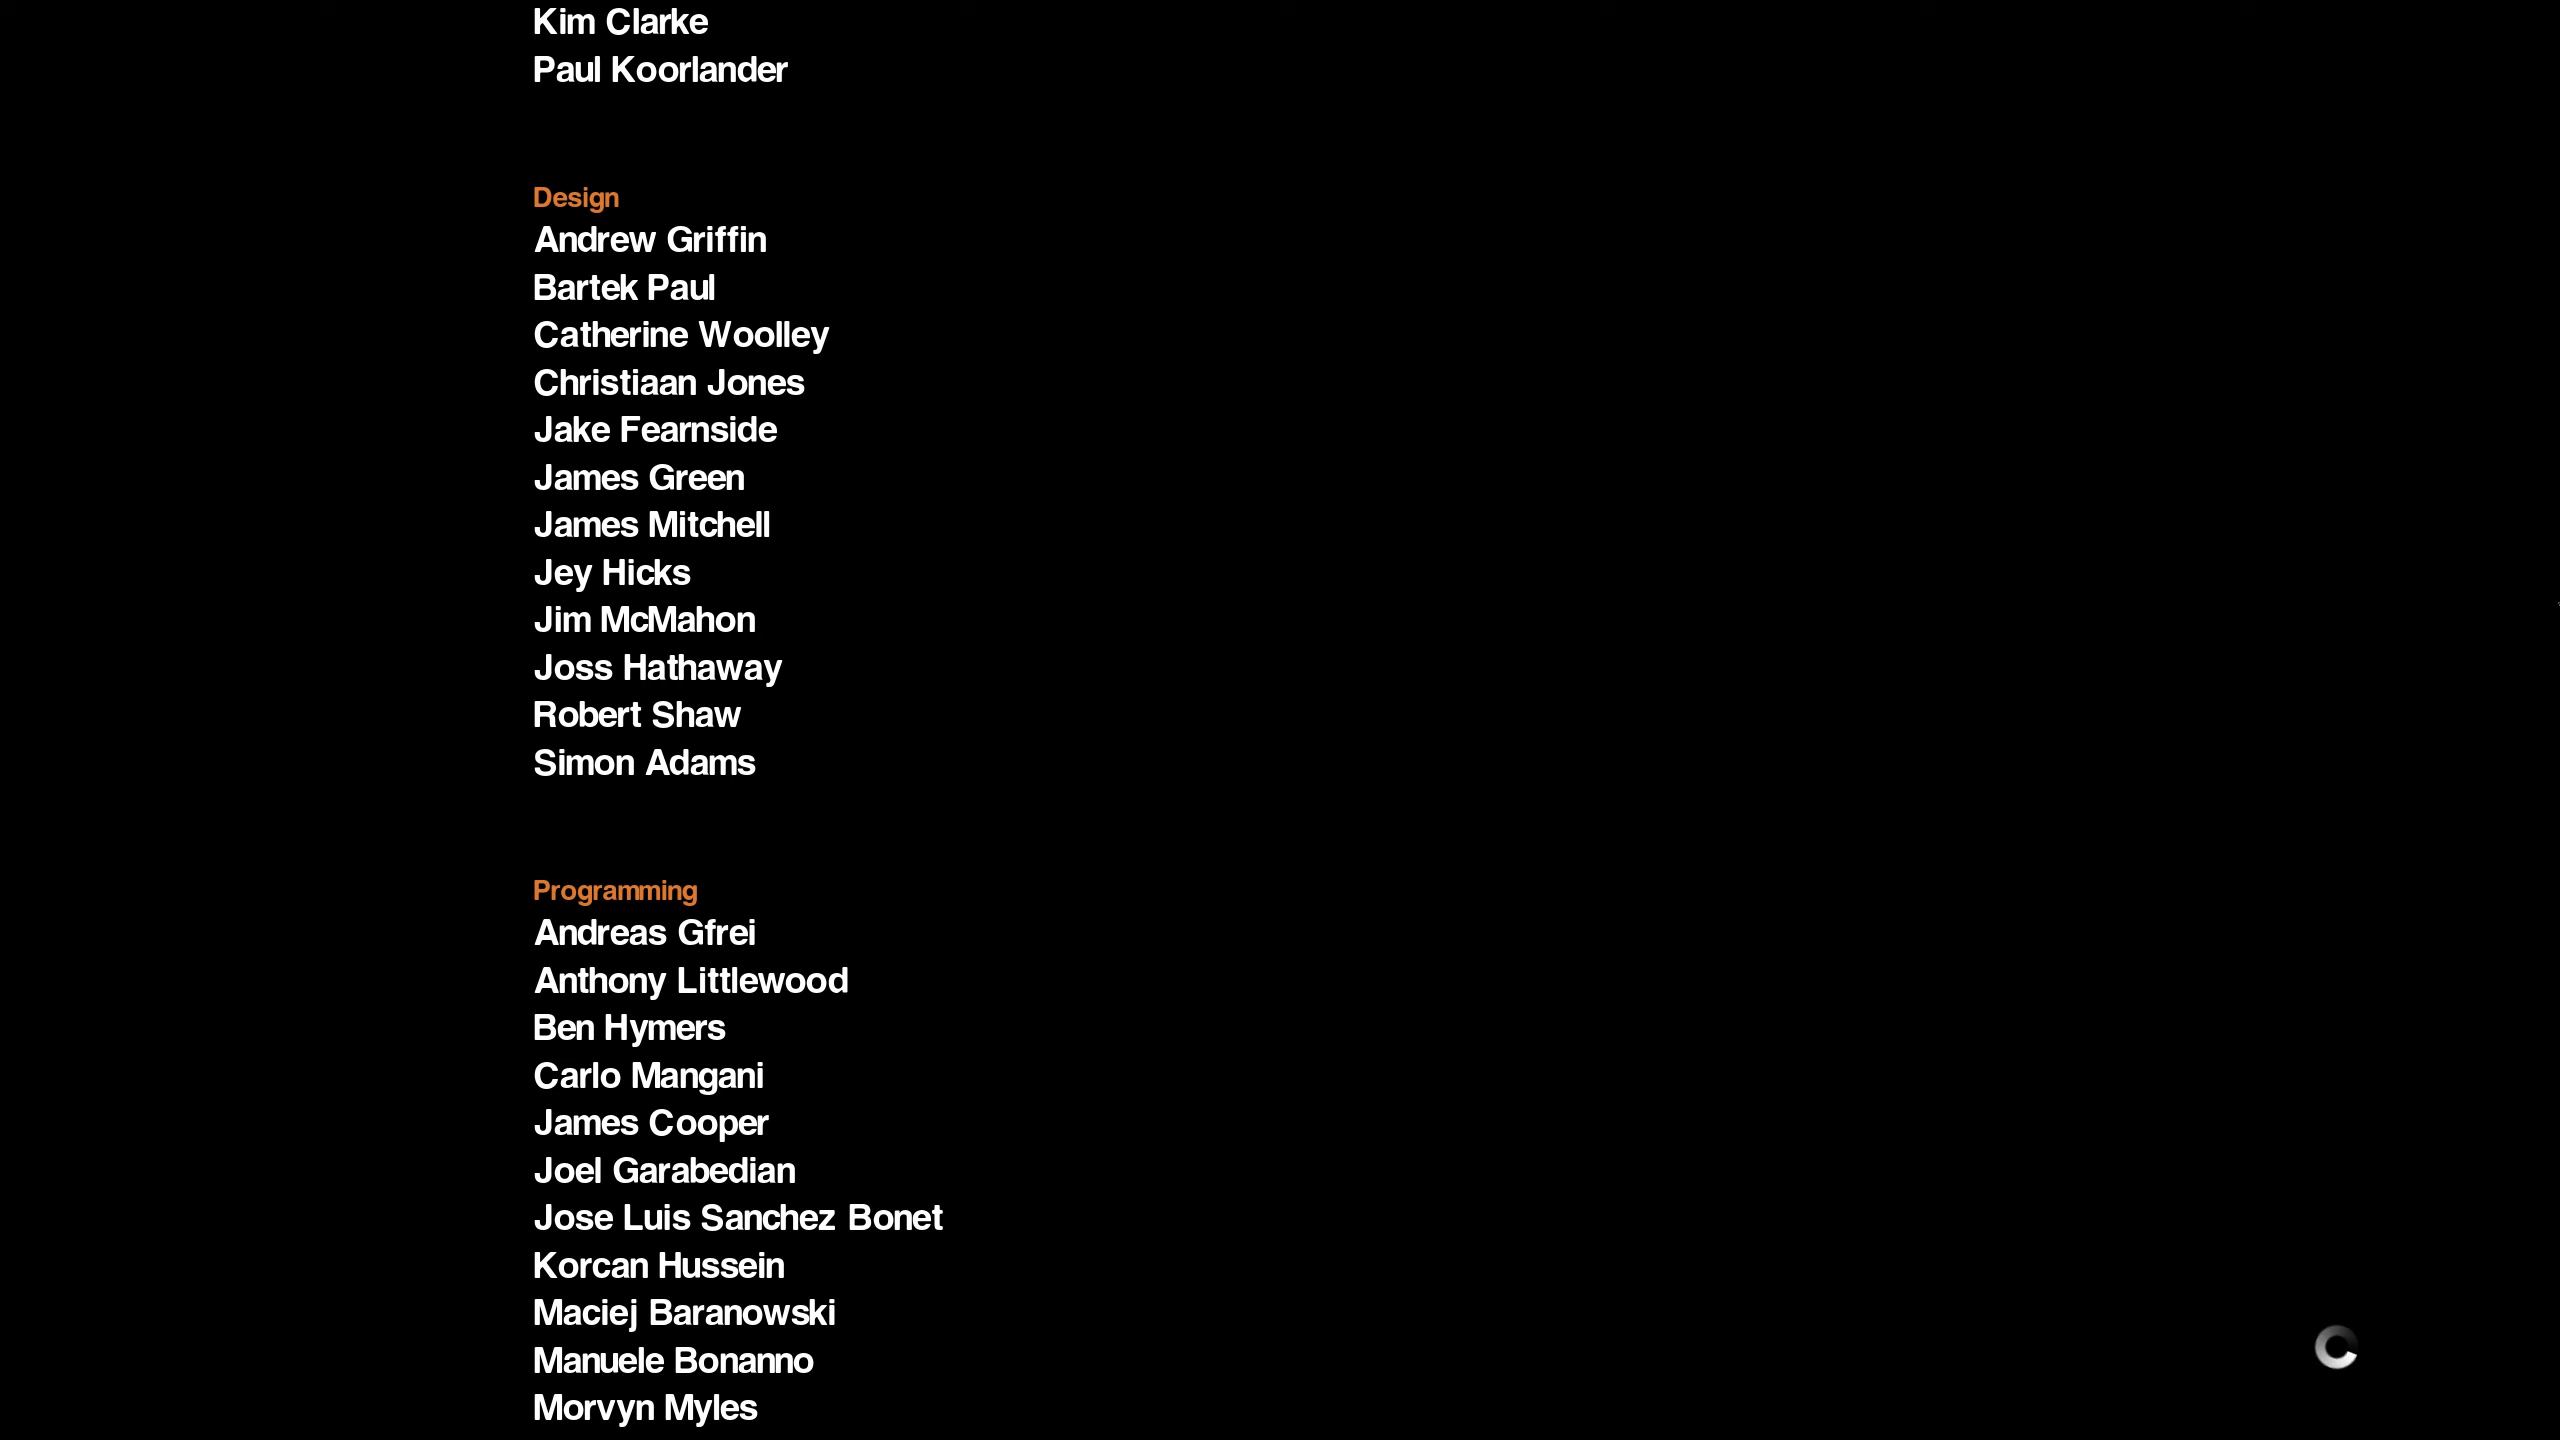 Kim Clarke
Paul Koorlander
Design
Andrew Griffin
Bartek Paul
Catherine Woolley
Christiaan Jones
Jake Fearnside
James Green
James Mitchell
Jey Hicks
Jim McMahon
Joss Hathaway
Robert Shaw
Simon Adams
Programming
Andreas Gfrei
Anthony Littlewood
Ben Hymers
Carlo Mangani
James Cooper
Joel Garabedian
Jose Luis Sanchez Bonet
Korcan Hussein
Maciej Baranowski
Manuele Bonanno
Morvyn Myles